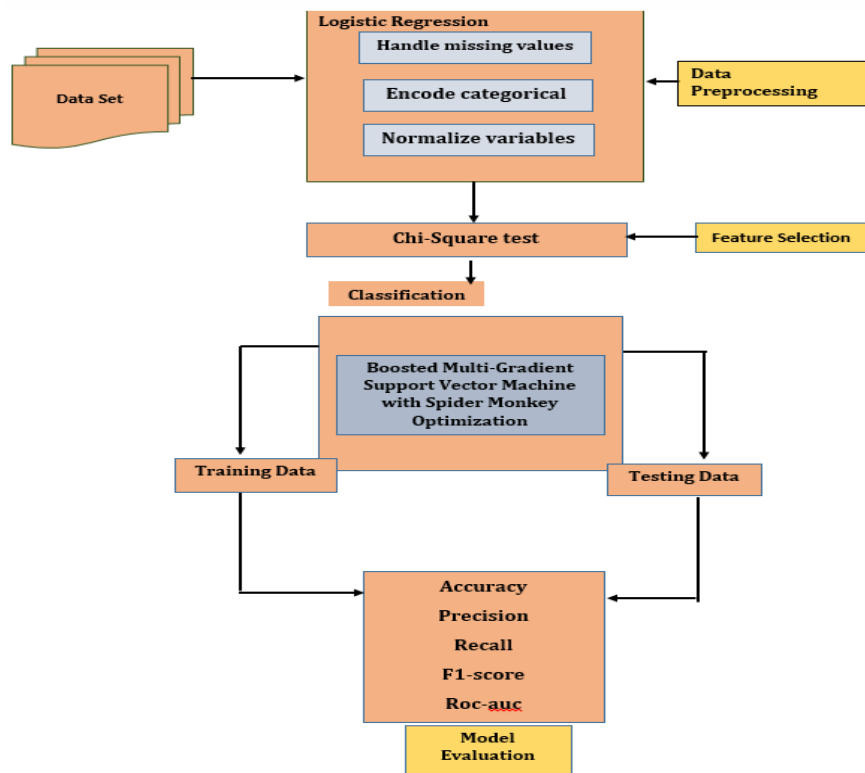 Logistic Regression
Handle missing values
Data Set
Encode categorical
Data
Preprocessing
Normalize variables
Chi-Square test
Feature Selection
Classification
Boosted Multi-Gradient
Support Vector Machine
with Spider Monkey
Optimization
Training Data
Testing Data
Accuracy
Precision
Recall
F1-score
Roc-auc
Model
Evaluation